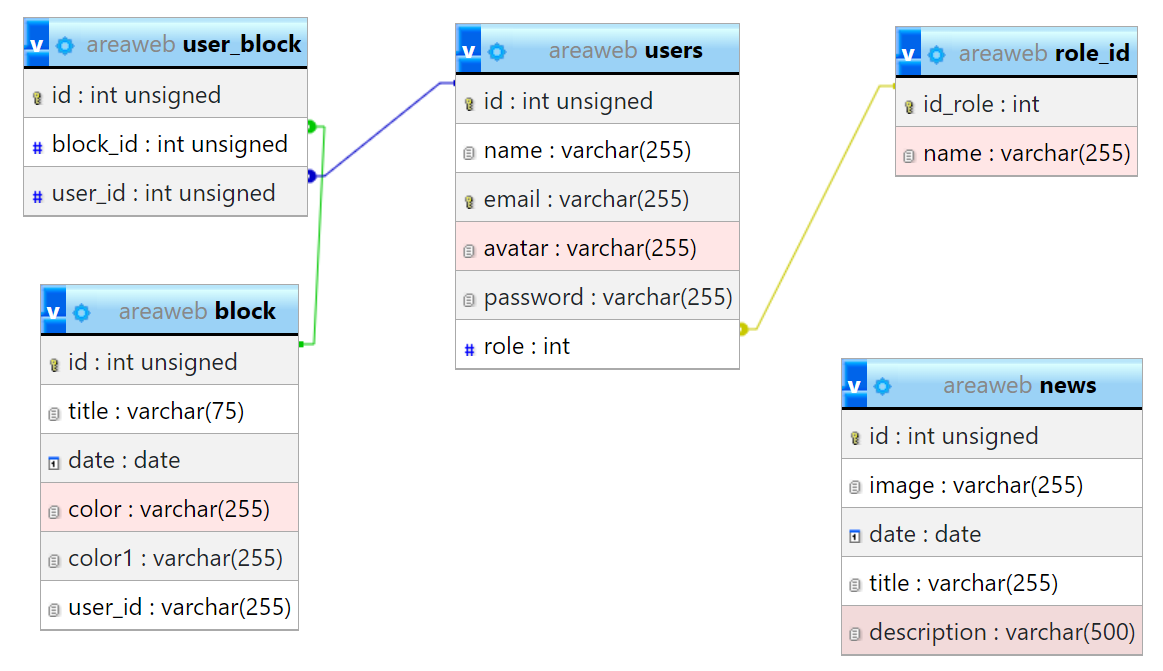 v areaweb user_block
id : int unsigned
# block_id : int unsigned
# user_id : int unsigned
v areaweb users
id : int unsigned
name : varchar(255)
email : varchar(255)
avatar : varchar(255)
password : varchar(255)
# role : int
v areaweb role_id
id_role : int
name : varchar(255)
v areaweb block
id : int unsigned
title : varchar(75)
date : date
color : varchar(255)
color1 : varchar(255)
user_id : varchar(255)
v areaweb news
id : int unsigned
image : varchar(255)
date : date
title : varchar(255)
description : varchar(500)